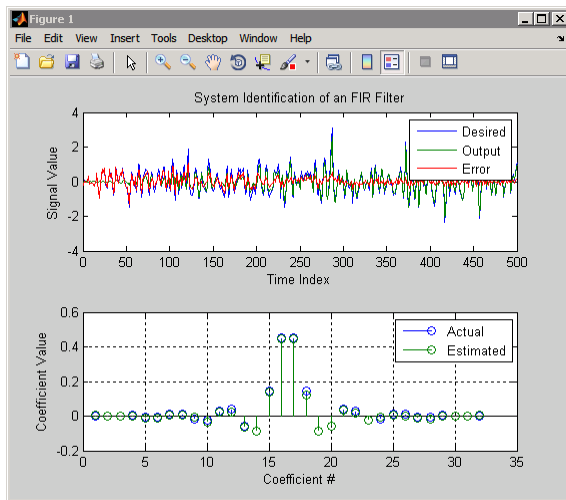 Figure 1
File Edit View Insert Tools Desktop Window Help
System Identification of an FIR Filter
Signal Value
4
2
0
-2
-4
Desired
Output
Error
0 50 100 150 200 250 300 350 400 450 500
Time Index
Coefficient Value
0.6
0.4
0.2
0
-0.2
Actual
Estimated
0 5 10 15 20 25 30 35
Coefficient #